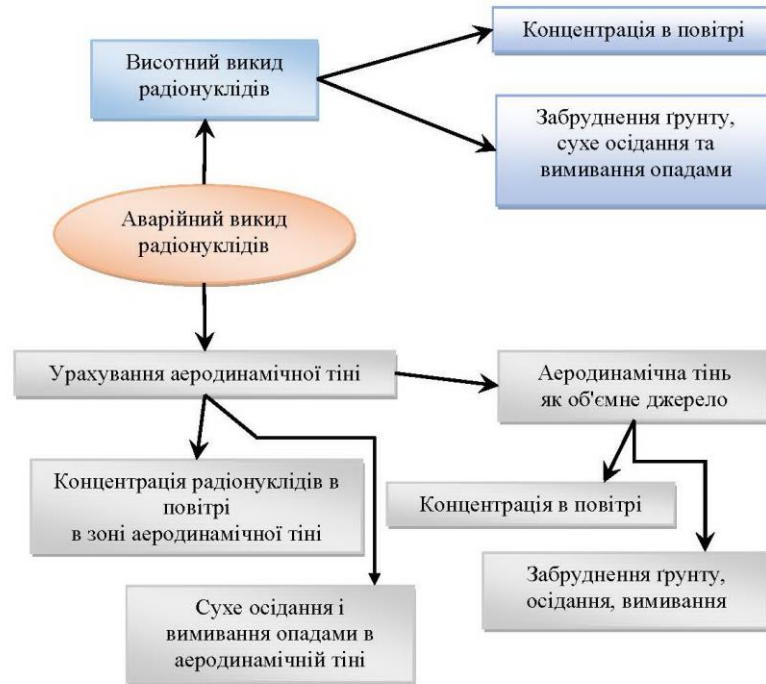 Концентрація в повітрі
Висотний викид
радіонуклідів
Забруднення ґрунту,
сухе осідання та
вимивання опадами
Аварійний викид
радіонуклідів
Урахування аеродинамічної тіні
Аеродинамічна тінь
як об'ємне джерело
Концентрація радіонуклідів в
повітрі
в зоні аеродинамічної тіні
Концентрація в повітрі
Забруднення ґрунту,
осідання, вимивання
Сухе осідання і
вимивання опадами в
аеродинамічній тіні